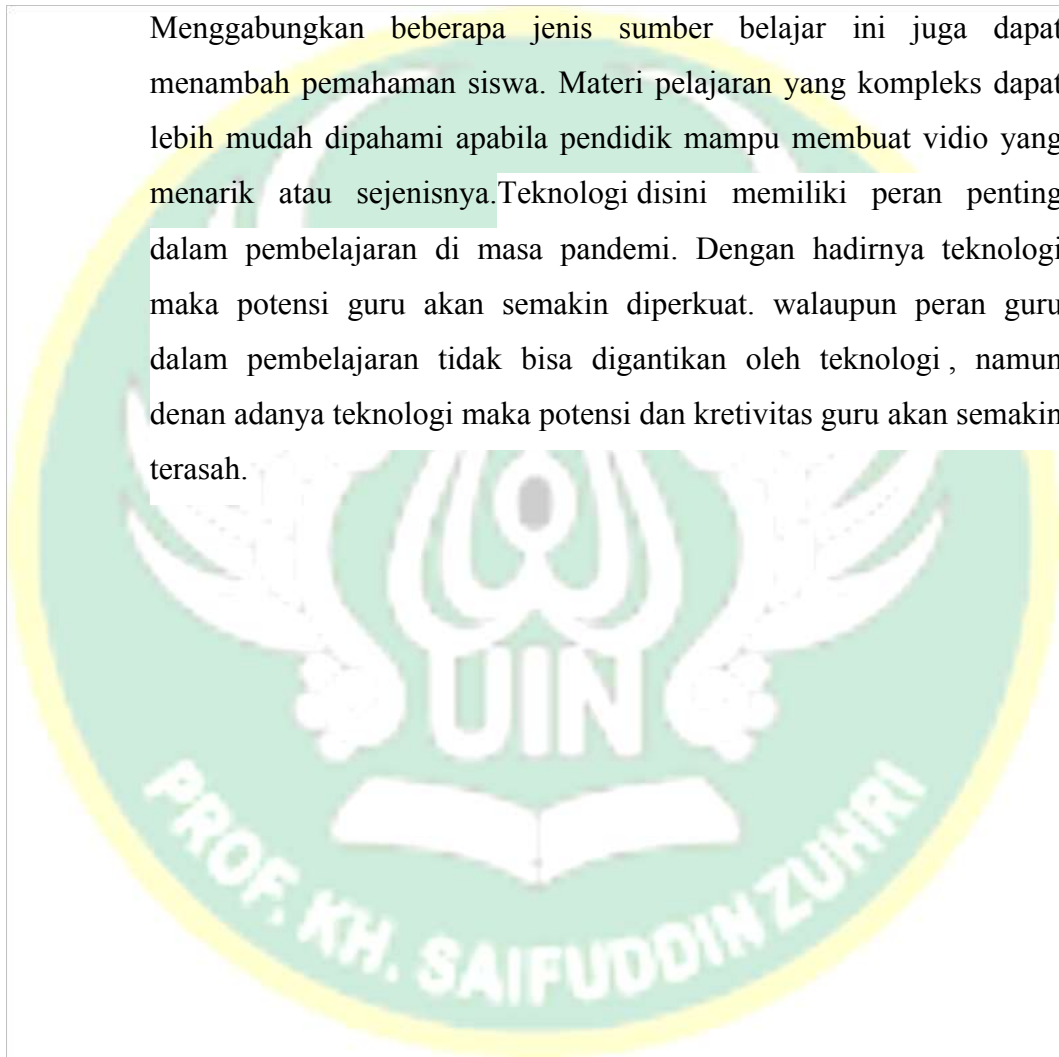 Menggabungkan beberapa jenis sumber belajar ini juga dapat
menambah pemahaman siswa. Materi pelajaran yang kompleks dapat
lebih mudah dipahami apabila pendidik mampu membuat vidio yang
menarik atau sejenisnya.Teknologi disini memiliki peran penting
dalam pembelajaran di masa pandemi. Dengan hadirnya teknologi
maka potensi guru akan semakin diperkuat. walaupun peran guru
dalam pembelajaran tidak bisa digantikan oleh teknologi , namun
denan adanya teknologi maka potensi dan kretivitas guru akan semakin
terasah.
UIN
PROF. KH. SAIFUDDIN ZUHRI